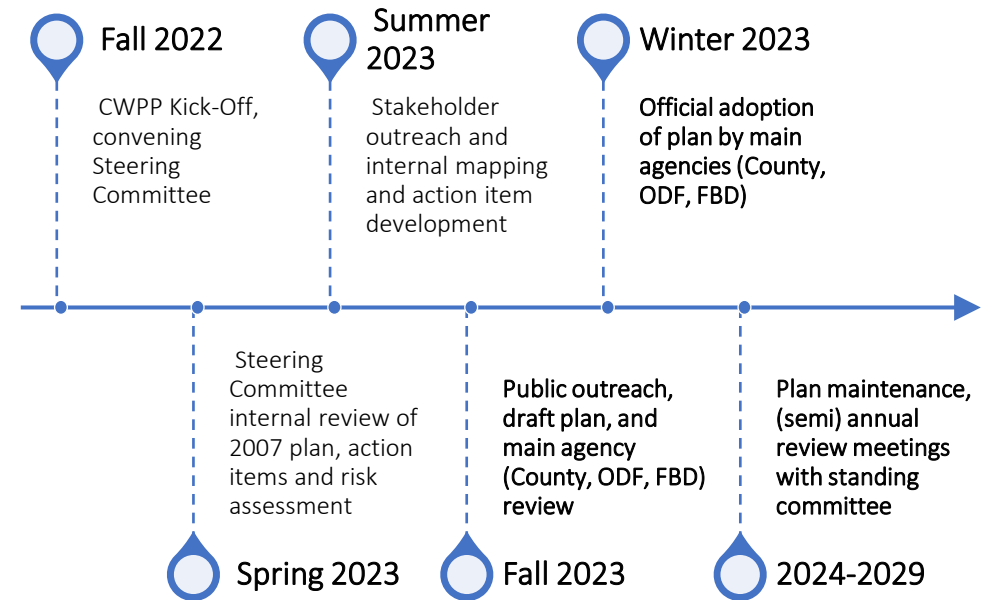 Fall 2022
CWPP Kick-Off,
convening
Steering
Committee
Summer
2023
Stakeholder
outreach and
internal mapping
and action item
development
Winter 2023
Official adoption
of plan by main
agencies (County,
ODF, FBD)
Steering
Committee
internal review of
2007 plan, action
items and risk
assessment
Spring 2023
Public outreach,
draft plan, and
main agency
(County, ODF, FBD)
review
Fall 2023
Plan maintenance,
(semi) annual
review meetings
with standing
committee
2024-2029